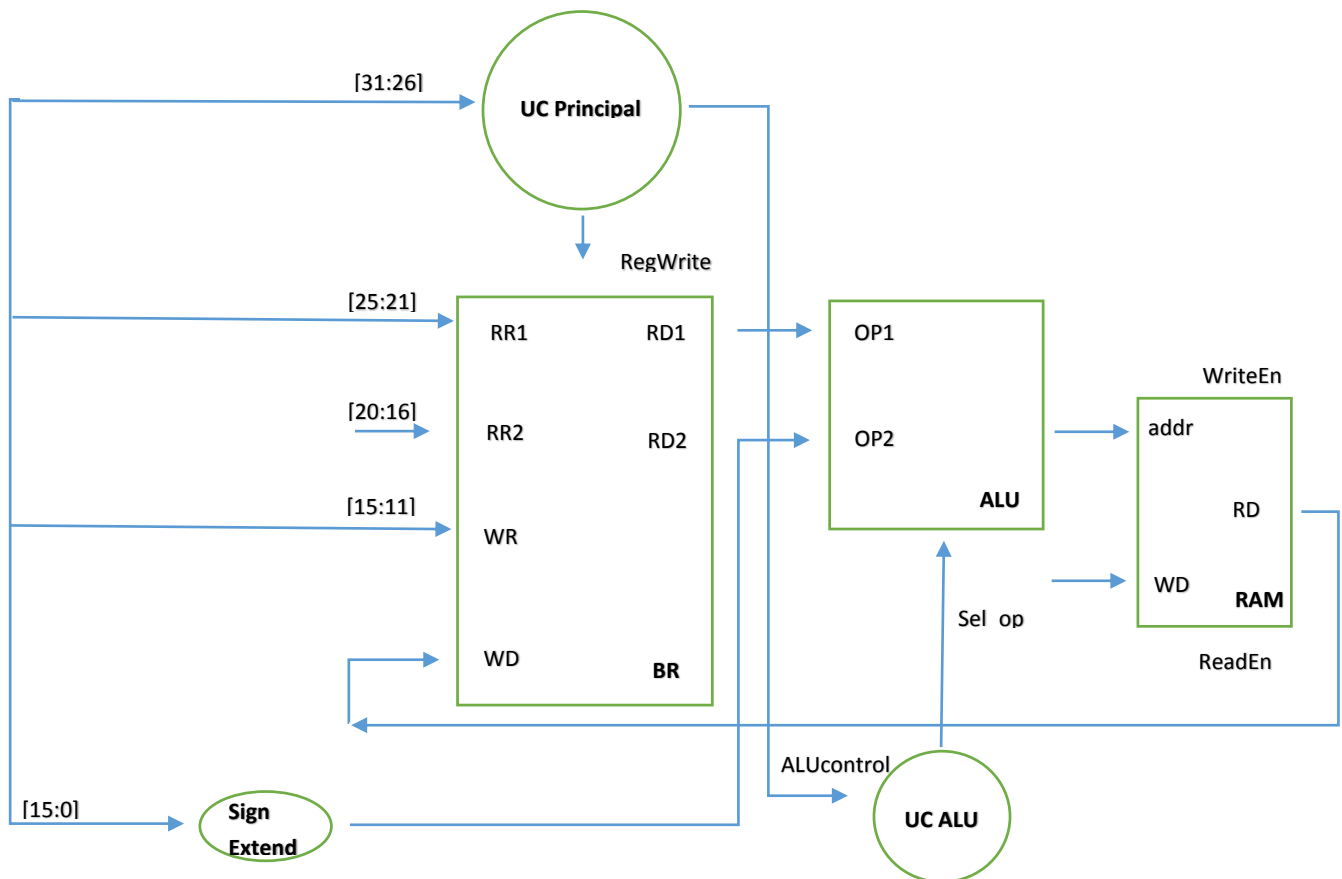 [31:26]
UC Principal
RegWrite
[25:21]
RR1
RD1
OP1
WriteEn
[20:16]
RR2
RD2
OP2
addr
[15:11]
WR
ALU
RD
WD
RAM
Sel_op
WD
BR
ReadEn
ALUcontrol
[15:0]
Sign
Extend
UC ALU